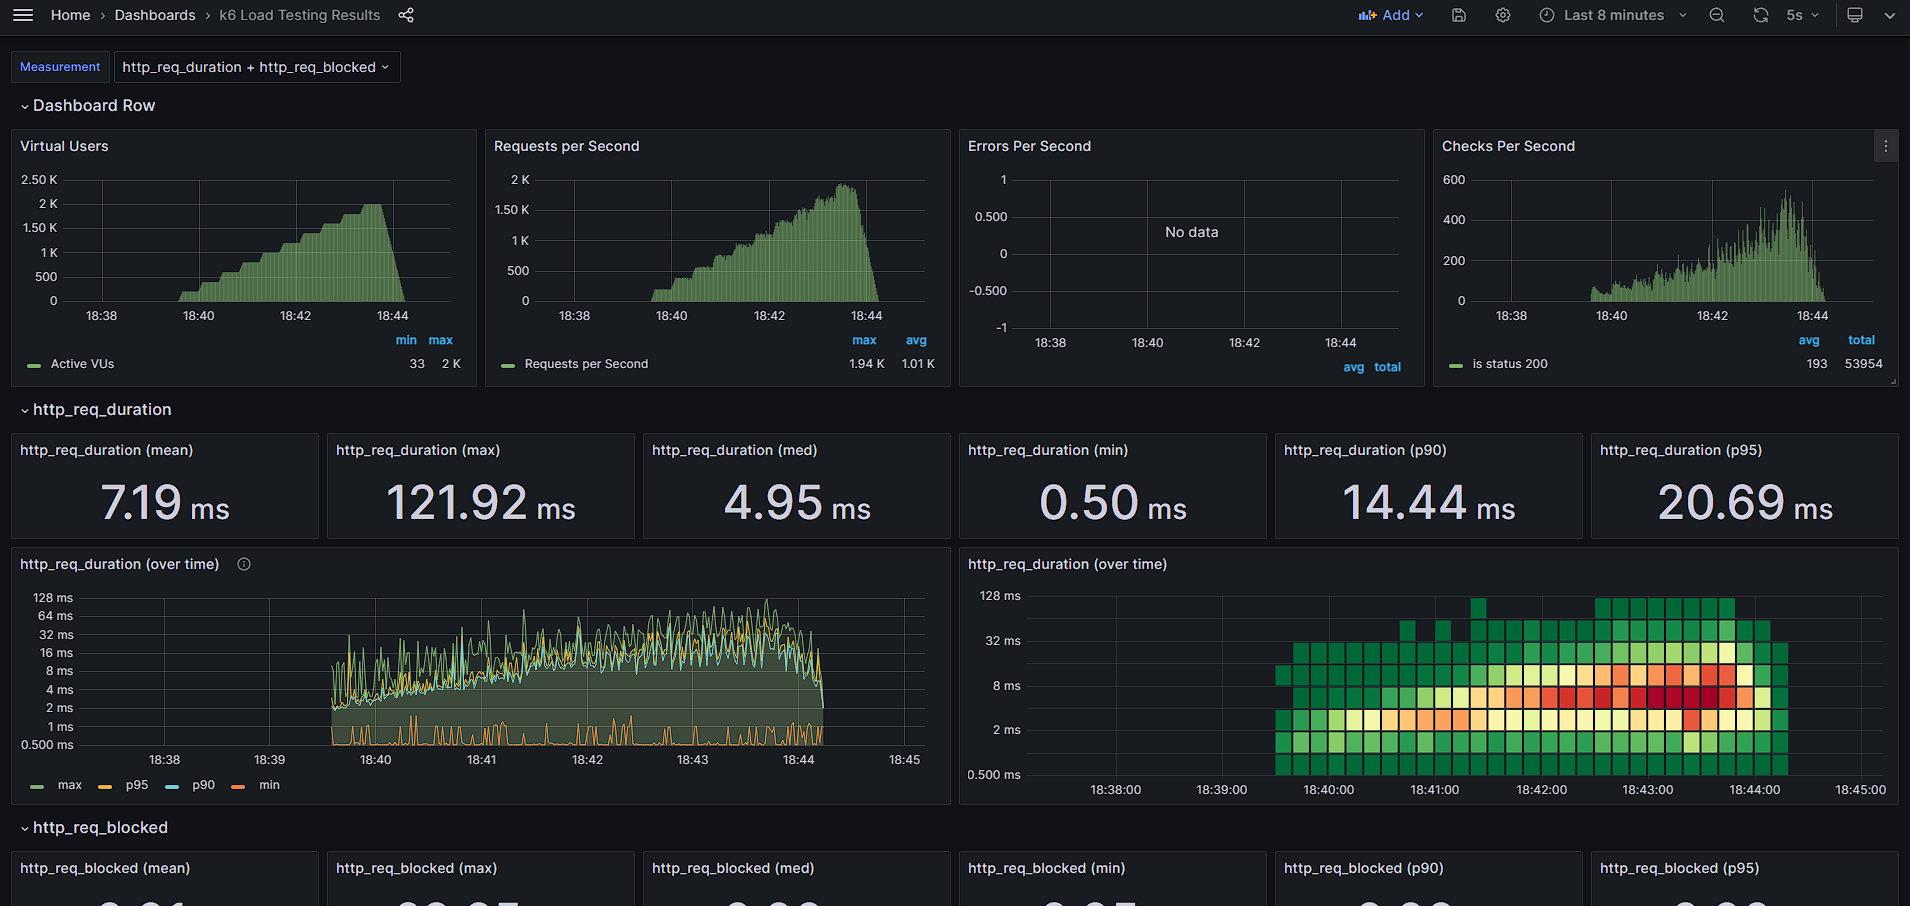 Home › Dashboards › k6 Load Testing Results
Add
Last 8 minutes
5s
Measurement http_req_duration + http_req_blocked
Dashboard Row
Virtual Users
2.50 K
2 K
1.50 K
1 K
500
0
18:38 18:40 18:42 18:44
min max
Active VUs 33 2 K
Requests per Second
2 K
1.50 K
1 K
500
0
18:38 18:40 18:42 18:44
max avg
Requests per Second 1.94 K 1.01 K
Errors Per Second
1
0.500
0
-0.500
-1
No data
18:38 18:40 18:42 18:44
avg total
Checks Per Second
600
400
200
0
18:38 18:40 18:42 18:44
avg total
is status 200 193 53954
http_req_duration
http_req_duration (mean)
7.19 ms
http_req_duration (max)
121.92 ms
http_req_duration (med)
4.95 ms
http_req_duration (min)
0.50 ms
http_req_duration (p90)
14.44 ms
http_req_duration (p95)
20.69 ms
http_req_duration (over time)
128 ms
64 ms
32 ms
16 ms
8 ms
4 ms
2 ms
1 ms
0.500 ms
18:38 18:39 18:40 18:41 18:42 18:43 18:44 18:45
max p95 p90 min
http_req_duration (over time)
128 ms
32 ms
8 ms
2 ms
0.500 ms
18:38:00 18:39:00 18:40:00 18:41:00 18:42:00 18:43:00 18:44:00 18:45:00
http_req_blocked
http_req_blocked (mean)
http_req_blocked (max)
http_req_blocked (med)
http_req_blocked (min)
http_req_blocked (p90)
http_req_blocked (p95)